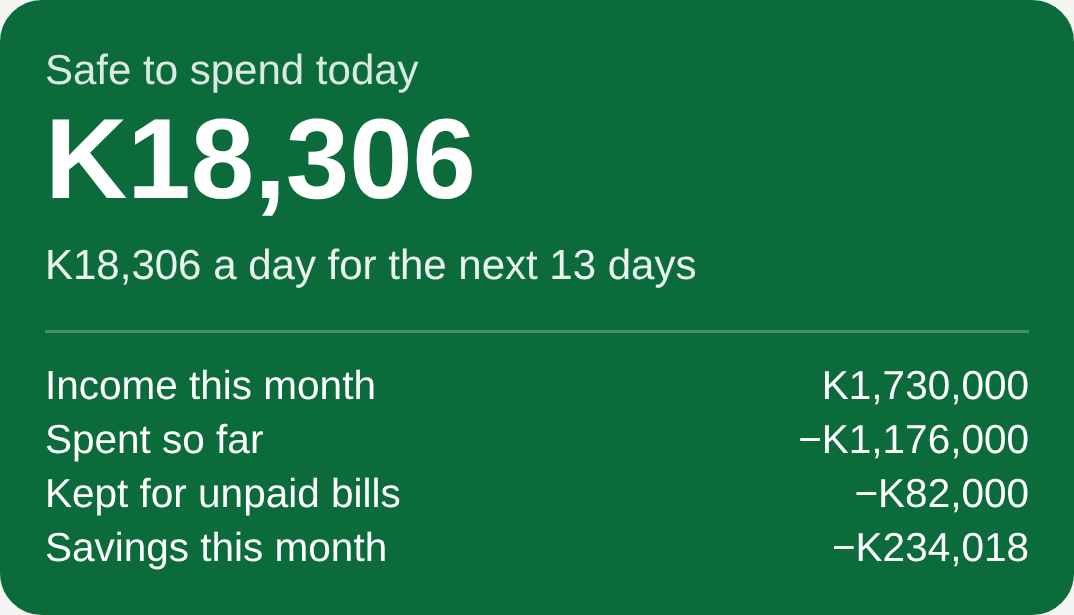 Safe to spend today
K18,306
K18,306 a day for the next 13 days
Income this month K1,730,000
Spent so far −K1,176,000
Kept for unpaid bills −K82,000
Savings this month −K234,018